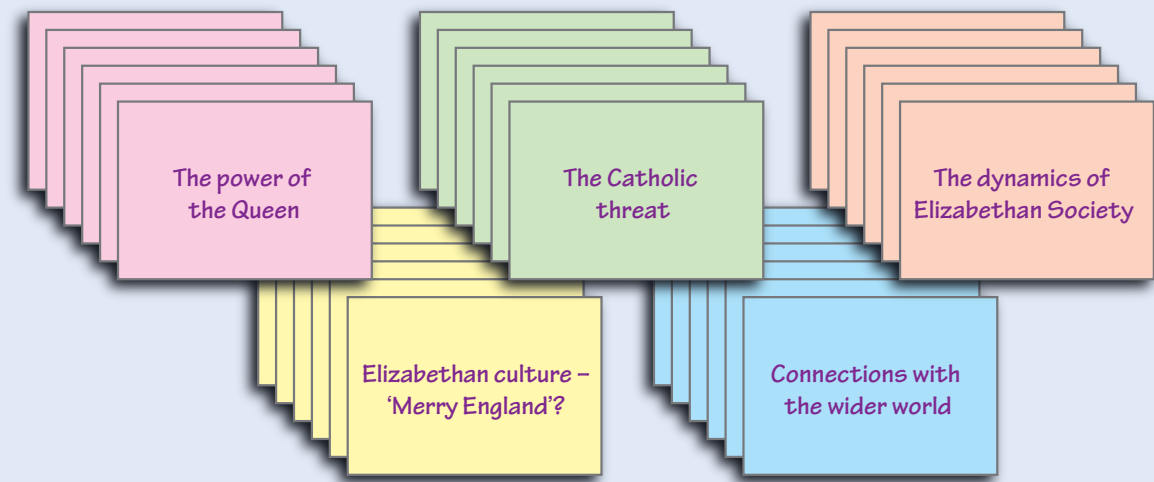 The power of
the Queen
The Catholic
threat
The dynamics of
Elizabethan Society
Elizabethan culture –
‘Merry England’?
Connections with
the wider world